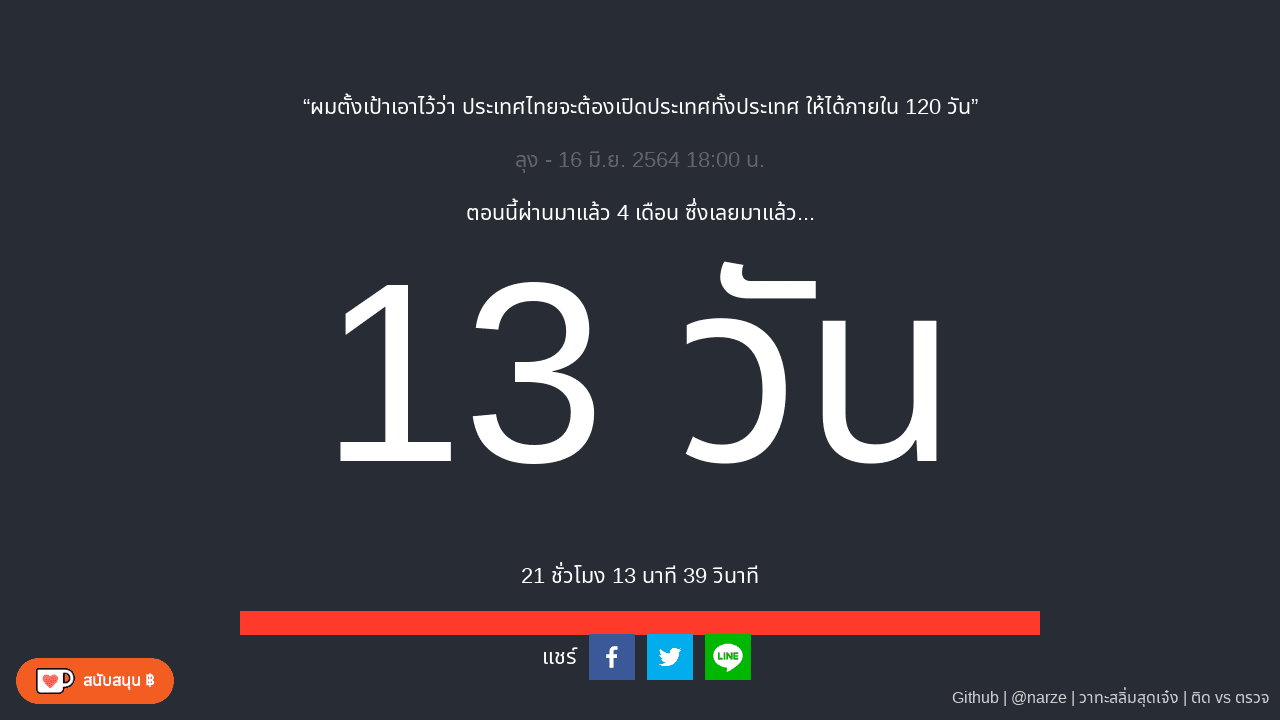 “ผมตั้งเป้าเอาไว้ว่า ประเทศไทยจะต้องเปิดประเทศทั้งประเทศ ให้ได้ภายใน 120 วัน”
ลุง - 16 มิ.ย. 2564 18:00 น.
ตอนนี้ผ่านมาแล้ว 4 เดือน ซึ่งเลยมาแล้ว...
13 วัน
21 ชั่วโมง 13 นาที 39 วินาที
แชร์
LINE
สนับสนุน ฿
Github | @narze | วาทะสลิ่มสุดเจ๋ง | ติด vs ตรวจ